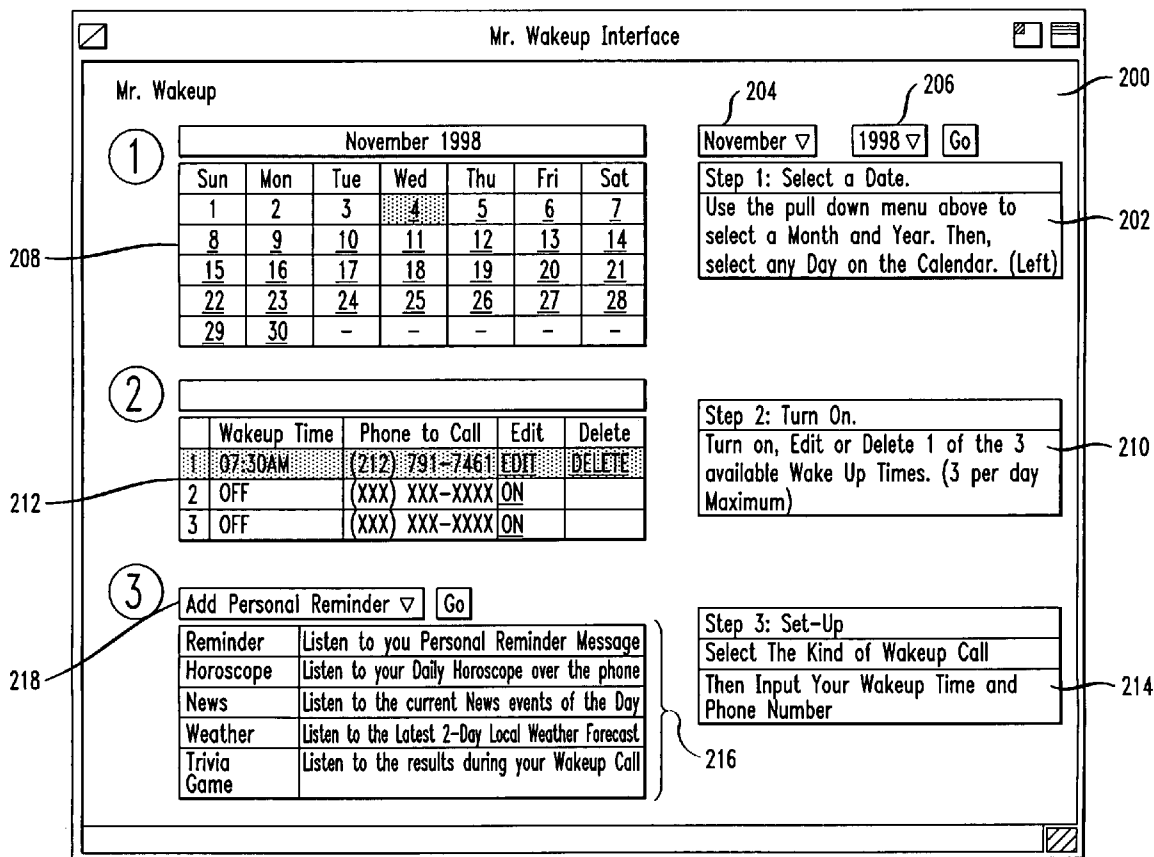 Mr. Wakeup Interface
Mr. Wakeup
200
204
206
1
November 1998
November ▽ 1998 ▽ Go
Sun Mon Tue Wed Thu Fri Sat
1 2 3 4 5 6 7
8 9 10 11 12 13 14
15 16 17 18 19 20 21
22 23 24 25 26 27 28
29 30 – – – – –
208
Step 1: Select a Date.
Use the pull down menu above to
select a Month and Year. Then,
select any Day on the Calendar. (Left)
202
2
Wakeup Time Phone to Call Edit Delete
1 07:30AM (212) 791-7461 EDIT DELETE
2 OFF (XXX) XXX-XXXX ON
3 OFF (XXX) XXX-XXXX ON
212
Step 2: Turn On.
Turn on, Edit or Delete 1 of the 3
available Wake Up Times. (3 per day
Maximum)
210
3
Add Personal Reminder ▽ Go
218
Reminder Listen to you Personal Reminder Message
Horoscope Listen to your Daily Horoscope over the phone
News Listen to the current News events of the Day
Weather Listen to the Latest 2-Day Local Weather Forecast
Trivia Game Listen to the results during your Wakeup Call
216
Step 3: Set-Up
Select The Kind of Wakeup Call
Then Input Your Wakeup Time and
Phone Number
214